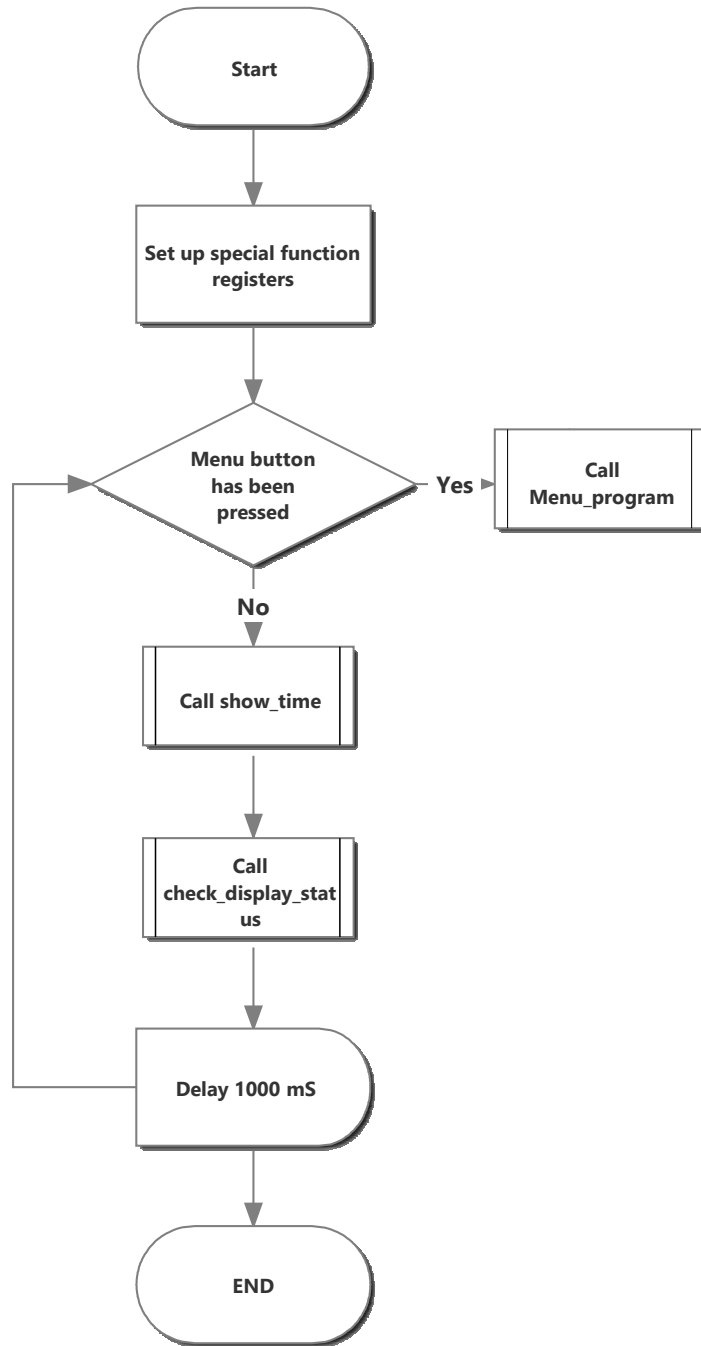 Start
Set up special function
registers
Menu button
has been
pressed
Yes
Call
Menu_program
No
Call show_time
Call
check_display_stat
us
Delay 1000 mS
END